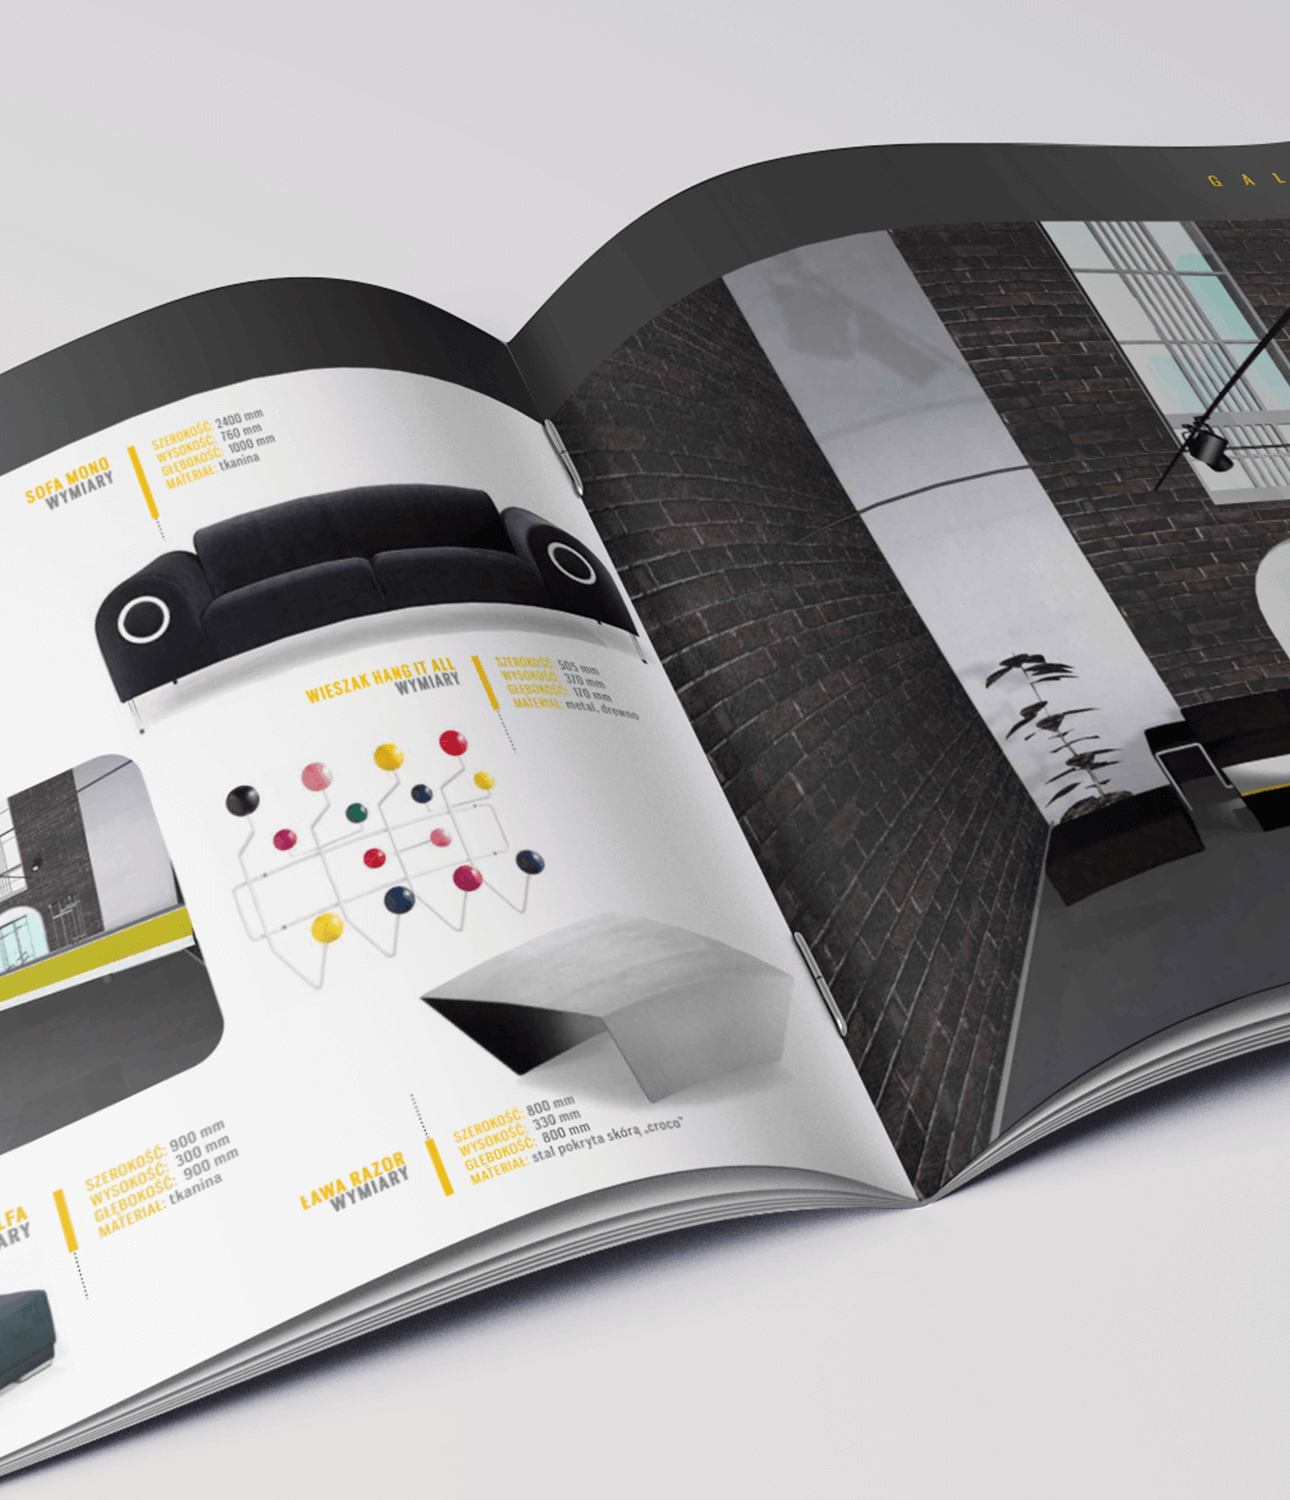 GAL
SOFA MONO
WYMIARY
SZEROKOŚĆ: 2400 mm
WYSOKOŚĆ: 760 mm
GŁĘBOKOŚĆ: 1000 mm
MATERIAŁ: tkanina
WIESZAK HANG IT ALL
WYMIARY
SZEROKOŚĆ: 505 mm
WYSOKOŚĆ: 370 mm
GŁĘBOKOŚĆ: 170 mm
MATERIAŁ: metal, drewno
LFA
ARY
SZEROKOŚĆ: 900 mm
WYSOKOŚĆ: 300 mm
GŁĘBOKOŚĆ: 900 mm
MATERIAŁ: tkanina
ŁAWA RAZOR
WYMIARY
SZEROKOŚĆ: 800 mm
WYSOKOŚĆ: 330 mm
GŁĘBOKOŚĆ: 800 mm
MATERIAŁ: stal pokryta skórą „croco”